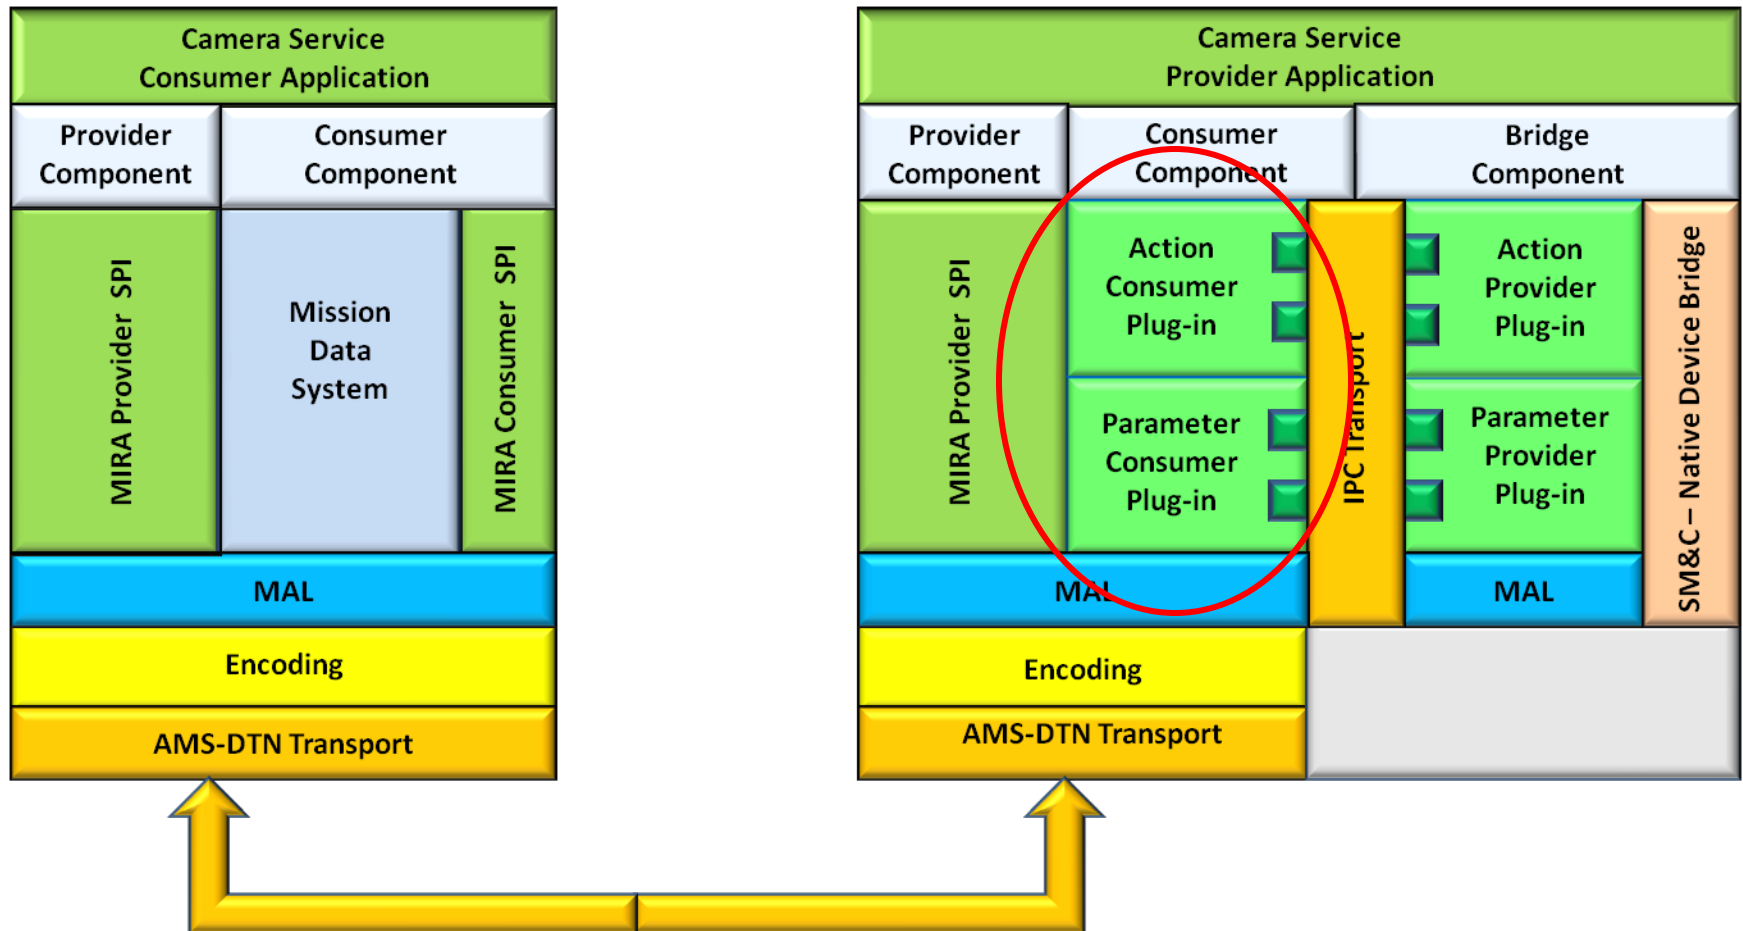 Camera Service
Consumer Application
Provider
Component
Consumer
Component
MIRA Provider SPI
Mission
Data
System
MIRA Consumer SPI
MAL
Encoding
AMS-DTN Transport
Camera Service
Provider Application
Provider
Component
Consumer
Component
Bridge
Component
MIRA Provider SPI
Action
Consumer
Plug-in
Parameter
Consumer
Plug-in
IPC Transport
Action
Provider
Plug-in
Parameter
Provider
Plug-in
SM&C – Native Device Bridge
MAL
MAL
Encoding
AMS-DTN Transport